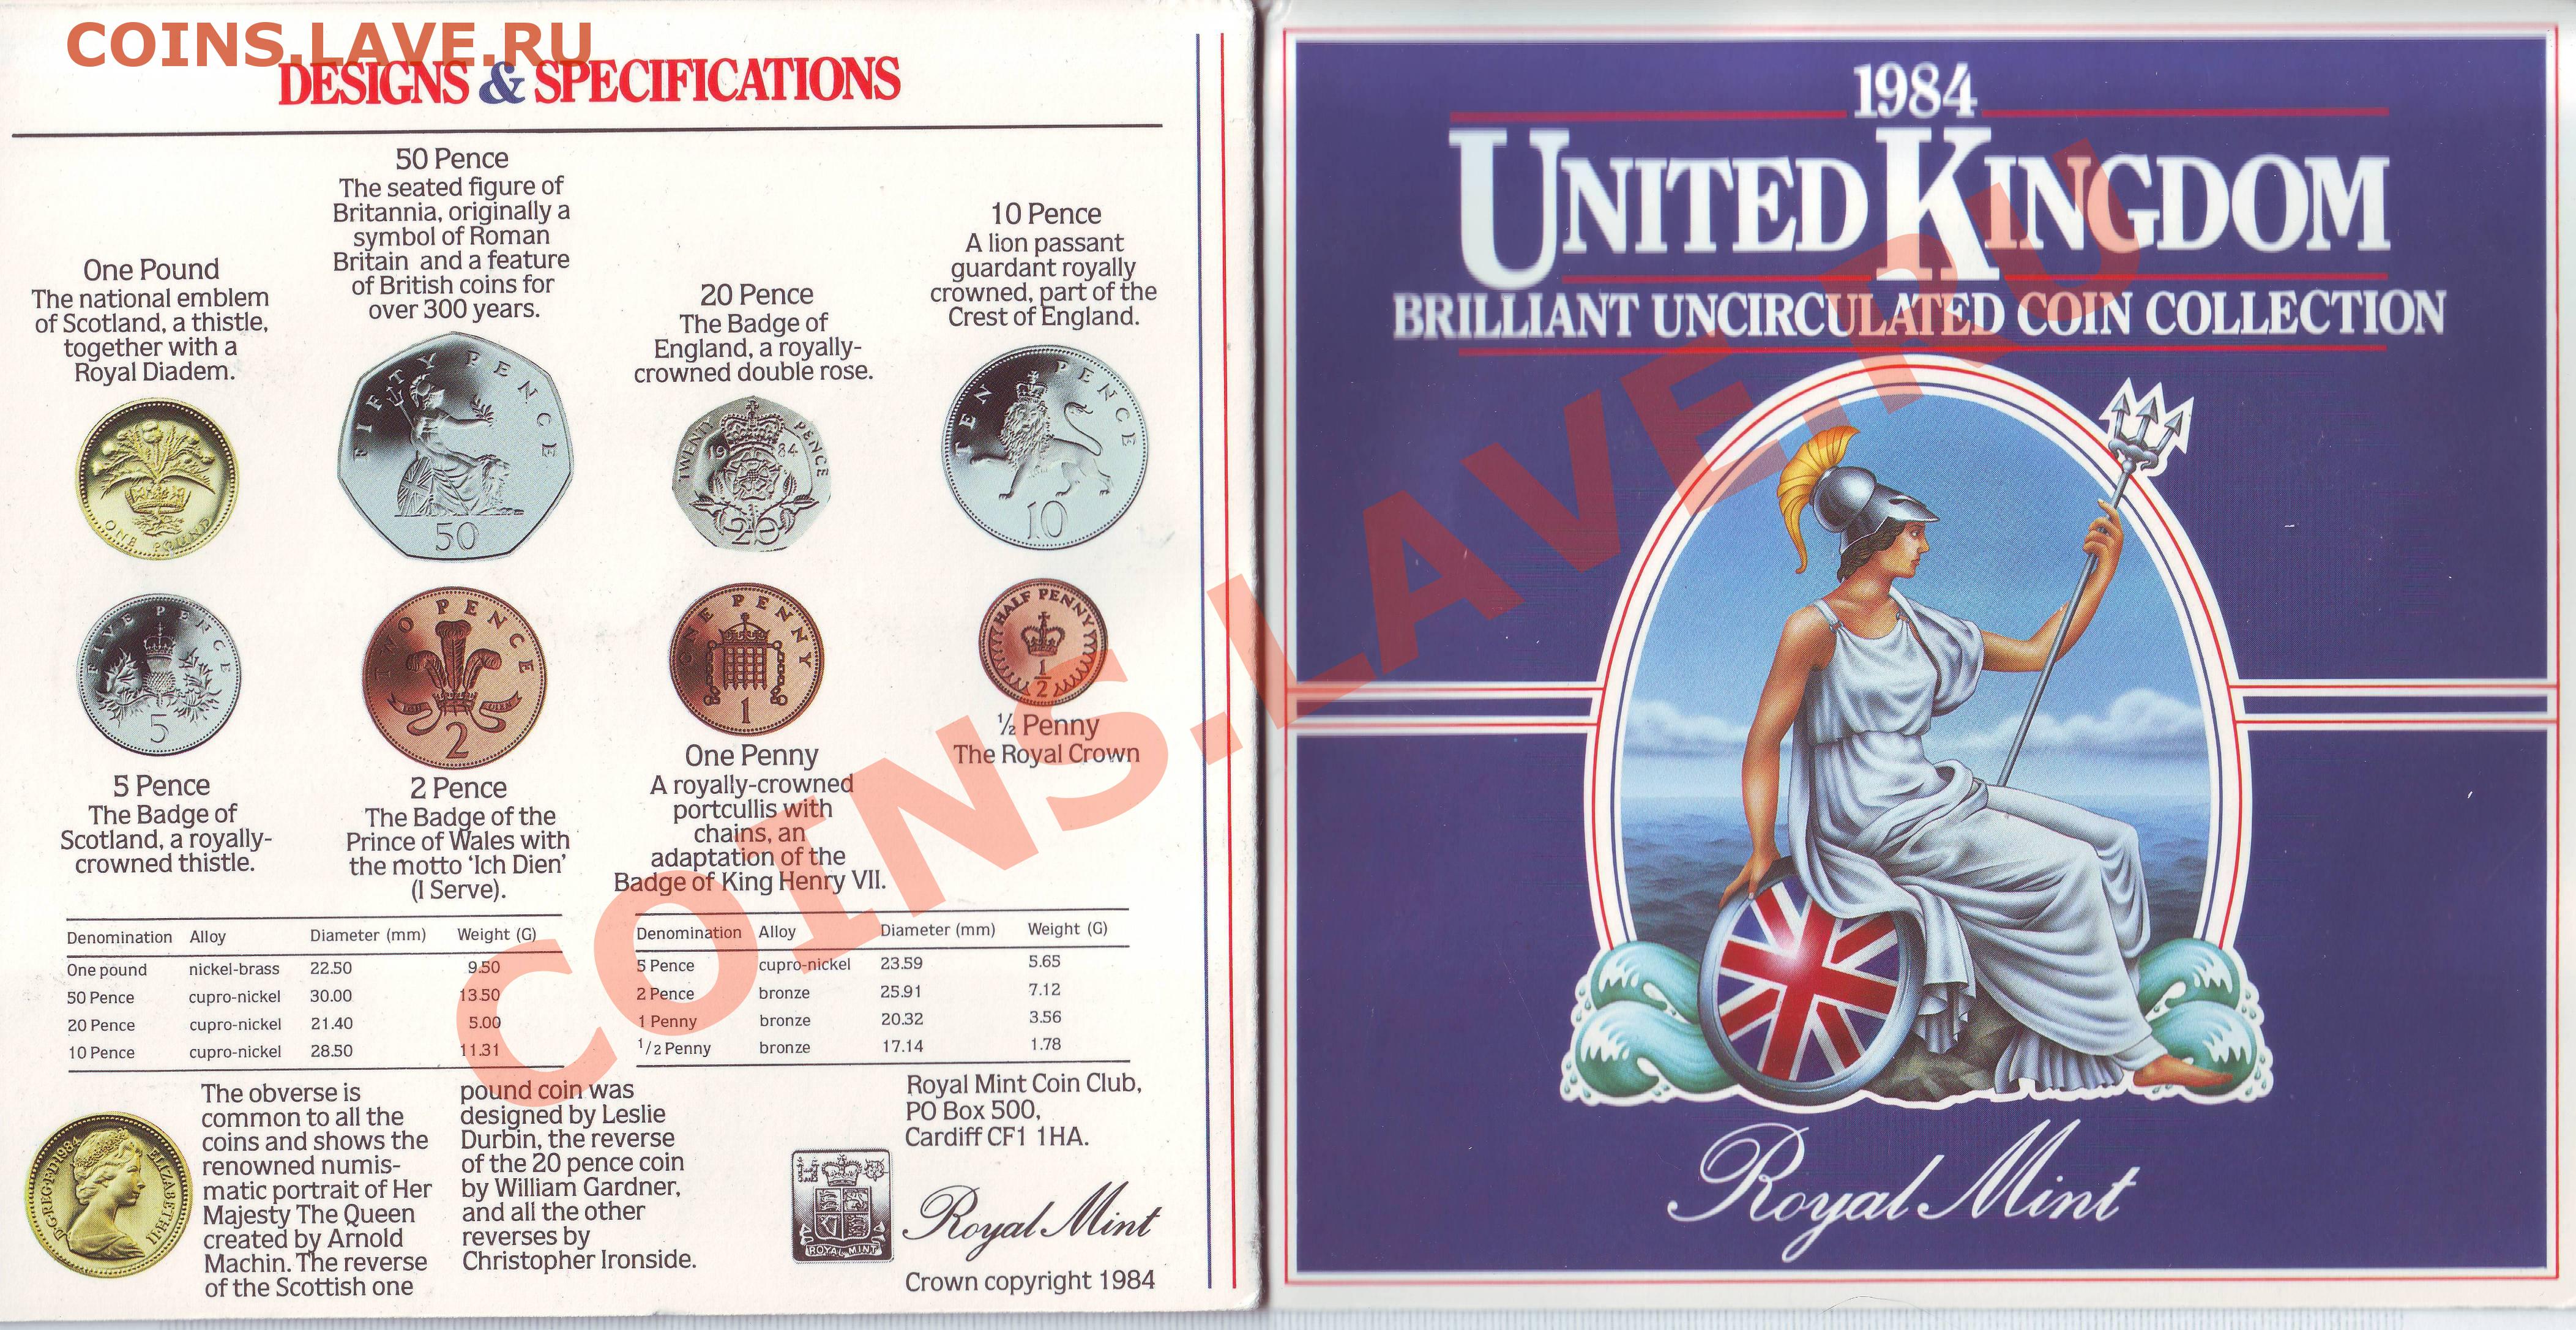 COINS.LAVE.RU
DESIGNS & SPECIFICATIONS
One Pound
The national emblem
of Scotland, a thistle,
together with a
Royal Diadem.
50 Pence
The seated figure of
Britannia, originally a
symbol of Roman
Britain and a feature
of British coins for
over 300 years.
20 Pence
The Badge of
England, a royally-
crowned double rose.
10 Pence
A lion passant
guardant royally
crowned, part of the
Crest of England.
ONE POUND
FIFTY PENCE
50
TWENTY PENCE
1984
20
TEN PENCE
10
FIVE PENCE
5
TWO PENCE
ICH DIEN
2
ONE PENNY
1
HALF PENNY
1/2
5 Pence
The Badge of
Scotland, a royally-
crowned thistle.
2 Pence
The Badge of the
Prince of Wales with
the motto ‘Ich Dien’
(I Serve).
One Penny
A royally-crowned
portcullis with
chains, an
adaptation of the
Badge of King Henry VII.
½ Penny
The Royal Crown
Denomination Alloy Diameter (mm) Weight (G)
One pound nickel-brass 22.50 9.50
50 Pence cupro-nickel 30.00 13.50
20 Pence cupro-nickel 21.40 5.00
10 Pence cupro-nickel 28.50 11.31
Denomination Alloy Diameter (mm) Weight (G)
5 Pence cupro-nickel 23.59 5.65
2 Pence bronze 25.91 7.12
1 Penny bronze 20.32 3.56
1/2 Penny bronze 17.14 1.78
D·G·REG·F·D·1984 ELIZABETH II
The obverse is
common to all the
coins and shows the
renowned numis-
matic portrait of Her
Majesty The Queen
created by Arnold
Machin. The reverse
of the Scottish one
pound coin was
designed by Leslie
Durbin, the reverse
of the 20 pence coin
by William Gardner,
and all the other
reverses by
Christopher Ironside.
Royal Mint Coin Club,
PO Box 500,
Cardiff CF1 1HA.
ROYAL MINT
Royal Mint
Crown copyright 1984
1984
UNITED KINGDOM
BRILLIANT UNCIRCULATED COIN COLLECTION
Royal Mint
COINS.LAVE.RU